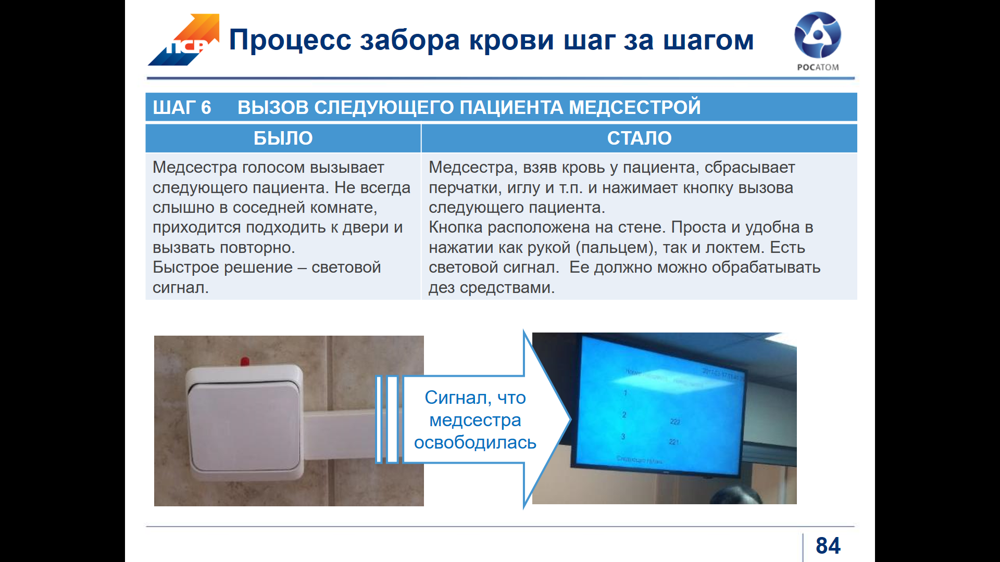 ПСР
Процесс забора крови шаг за шагом
РОСАТОМ
ШАГ 6 ВЫЗОВ СЛЕДУЮЩЕГО ПАЦИЕНТА МЕДСЕСТРОЙ
БЫЛО
СТАЛО
Медсестра голосом вызывает
следующего пациента. Не всегда
слышно в соседней комнате,
приходится подходить к двери и
вызвать повторно.
Быстрое решение – световой
сигнал.
Медсестра, взяв кровь у пациента, сбрасывает
перчатки, иглу и т.п. и нажимает кнопку вызова
следующего пациента.
Кнопка расположена на стене. Проста и удобна в
нажатии как рукой (пальцем), так и локтем. Есть
световой сигнал.  Ее должно можно обрабатывать
дез средствами.
Сигнал, что
медсестра
освободилась
1
2 222
3 221
84